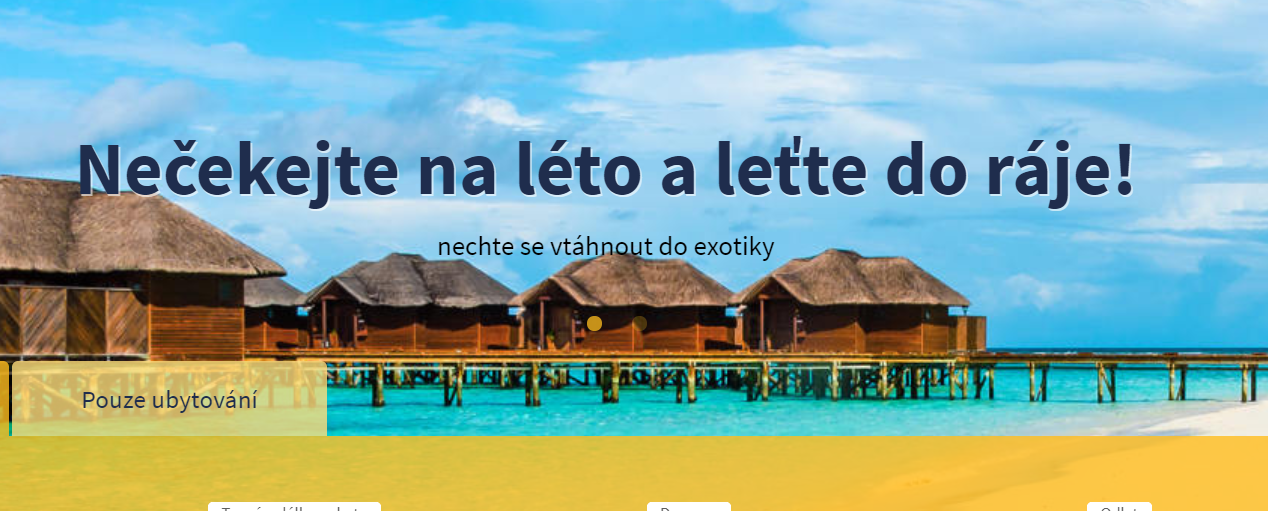 Nečekejte na léto a leťte do ráje!
nechte se vtáhnout do exotiky
Pouze ubytování